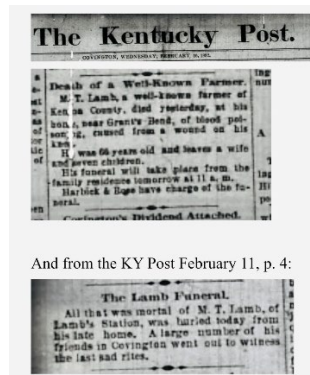 The Kentucky Post.
COVINGTON, WEDNESDAY, FEBRUARY
Death of a Well-Known Farmer.
M. T. Lamb, a well-known farmer of
Kenton County, died yesterday, at his
home, near Grant's Bend, of blood poi-
soning, caused from a wound on his
He was 66 years old and leaves a wife
and seven children.
His funeral will take place from the
family residence tomorrow at 11 a. m.
Harbick & Rose have charge of the fu-
neral.
Covington's Dividend Attached.
And from the KY Post February 11, p. 4:
The Lamb Funeral.
All that was mortal of M. T. Lamb, of
Lamb's Station, was buried today from
his late home. A large number of his
friends in Covington went out to witness
the last sad rites.